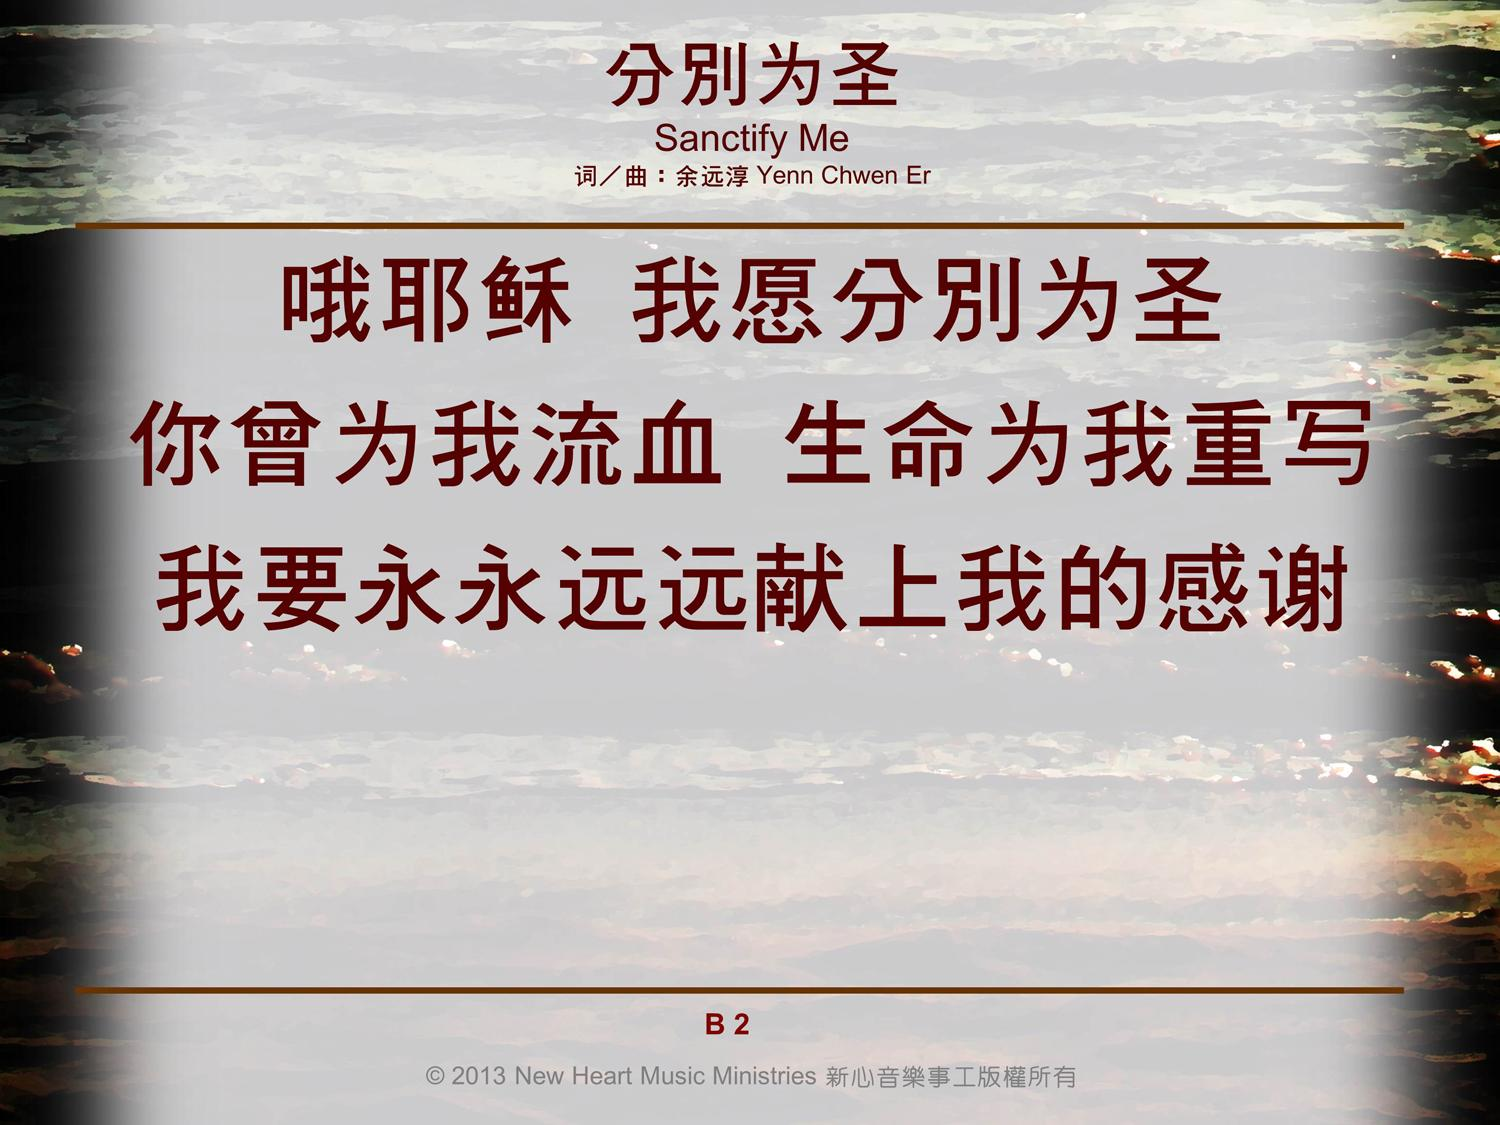 分別为圣
Sanctify Me
词／曲：余远淳 Yenn Chwen Er
哦耶稣 我愿分別为圣
你曾为我流血 生命为我重写
我要永永远远献上我的感谢
B 2
© 2013 New Heart Music Ministries 新心音樂事工版權所有